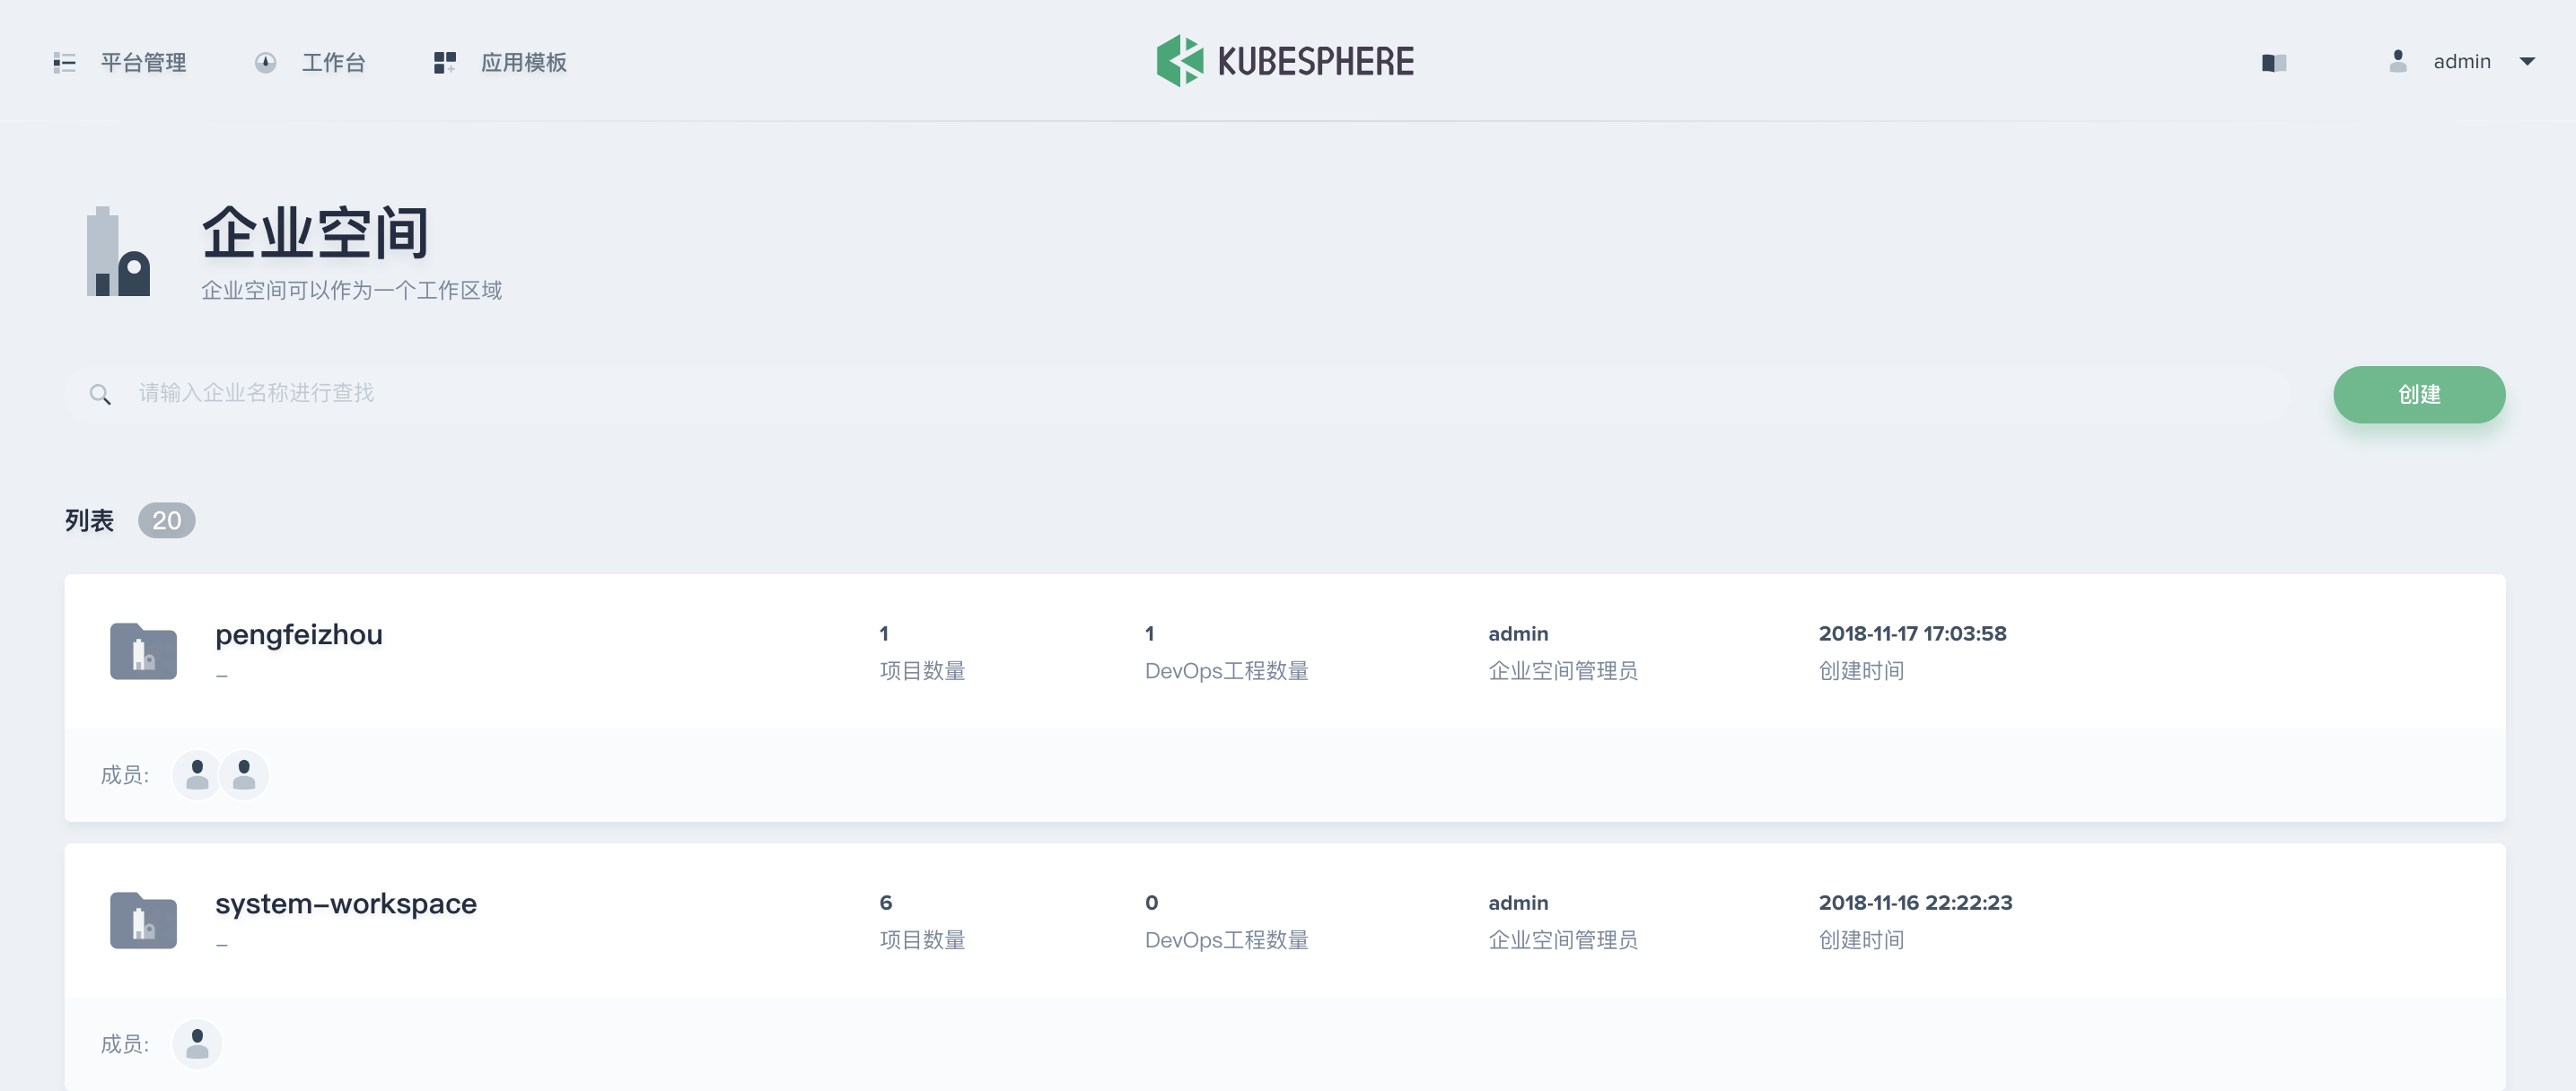 平台管理 工作台 应用模板 KUBESPHERE admin
企业空间
企业空间可以作为一个工作区域
请输入企业名称进行查找 创建
列表 20
pengfeizhou 1 1 admin 2018-11-17 17:03:58
– 项目数量 DevOps工程数量 企业空间管理员 创建时间
成员:
system-workspace 6 0 admin 2018-11-16 22:22:23
– 项目数量 DevOps工程数量 企业空间管理员 创建时间
成员: